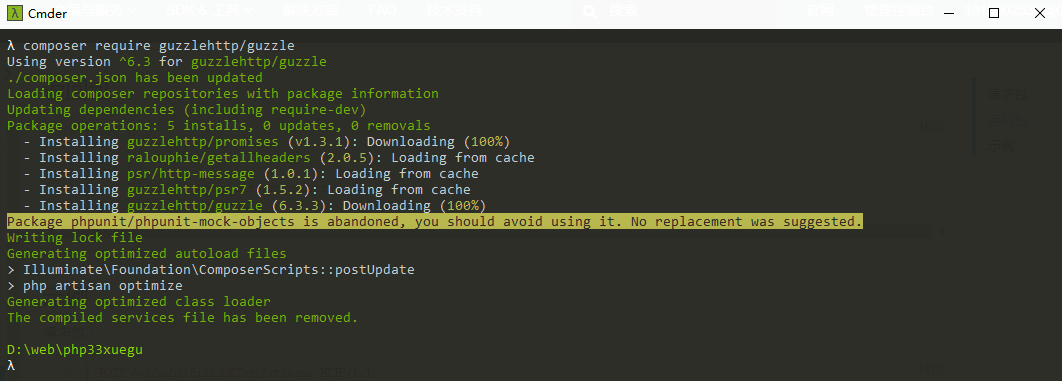 λ Cmder
λ composer require guzzlehttp/guzzle
Using version ^6.3 for guzzlehttp/guzzle
./composer.json has been updated
Loading composer repositories with package information
Updating dependencies (including require-dev)
Package operations: 5 installs, 0 updates, 0 removals
  - Installing guzzlehttp/promises (v1.3.1): Downloading (100%)
  - Installing ralouphie/getallheaders (2.0.5): Loading from cache
  - Installing psr/http-message (1.0.1): Loading from cache
  - Installing guzzlehttp/psr7 (1.5.2): Loading from cache
  - Installing guzzlehttp/guzzle (6.3.3): Downloading (100%)
Package phpunit/phpunit-mock-objects is abandoned, you should avoid using it. No replacement was suggested.
Writing lock file
Generating optimized autoload files
> Illuminate\Foundation\ComposerScripts::postUpdate
> php artisan optimize
Generating optimized class loader
The compiled services file has been removed.
D:\web\php33xuegu
λ